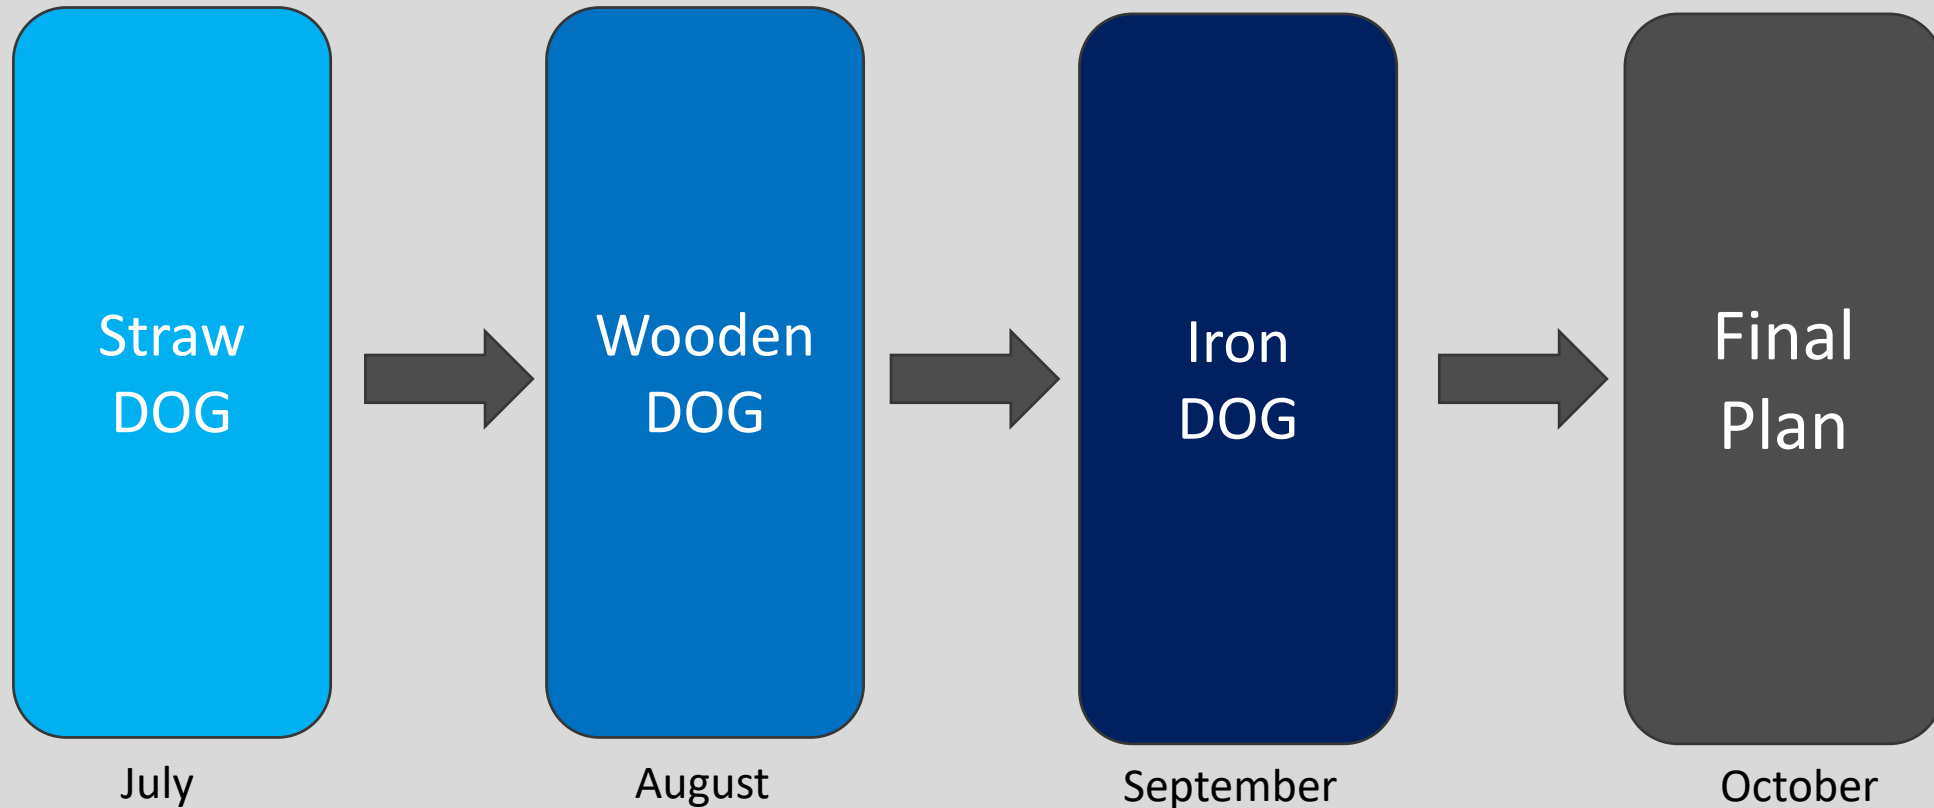 Straw
DOG
Wooden
DOG
Iron
DOG
Final
Plan
July
August
September
October